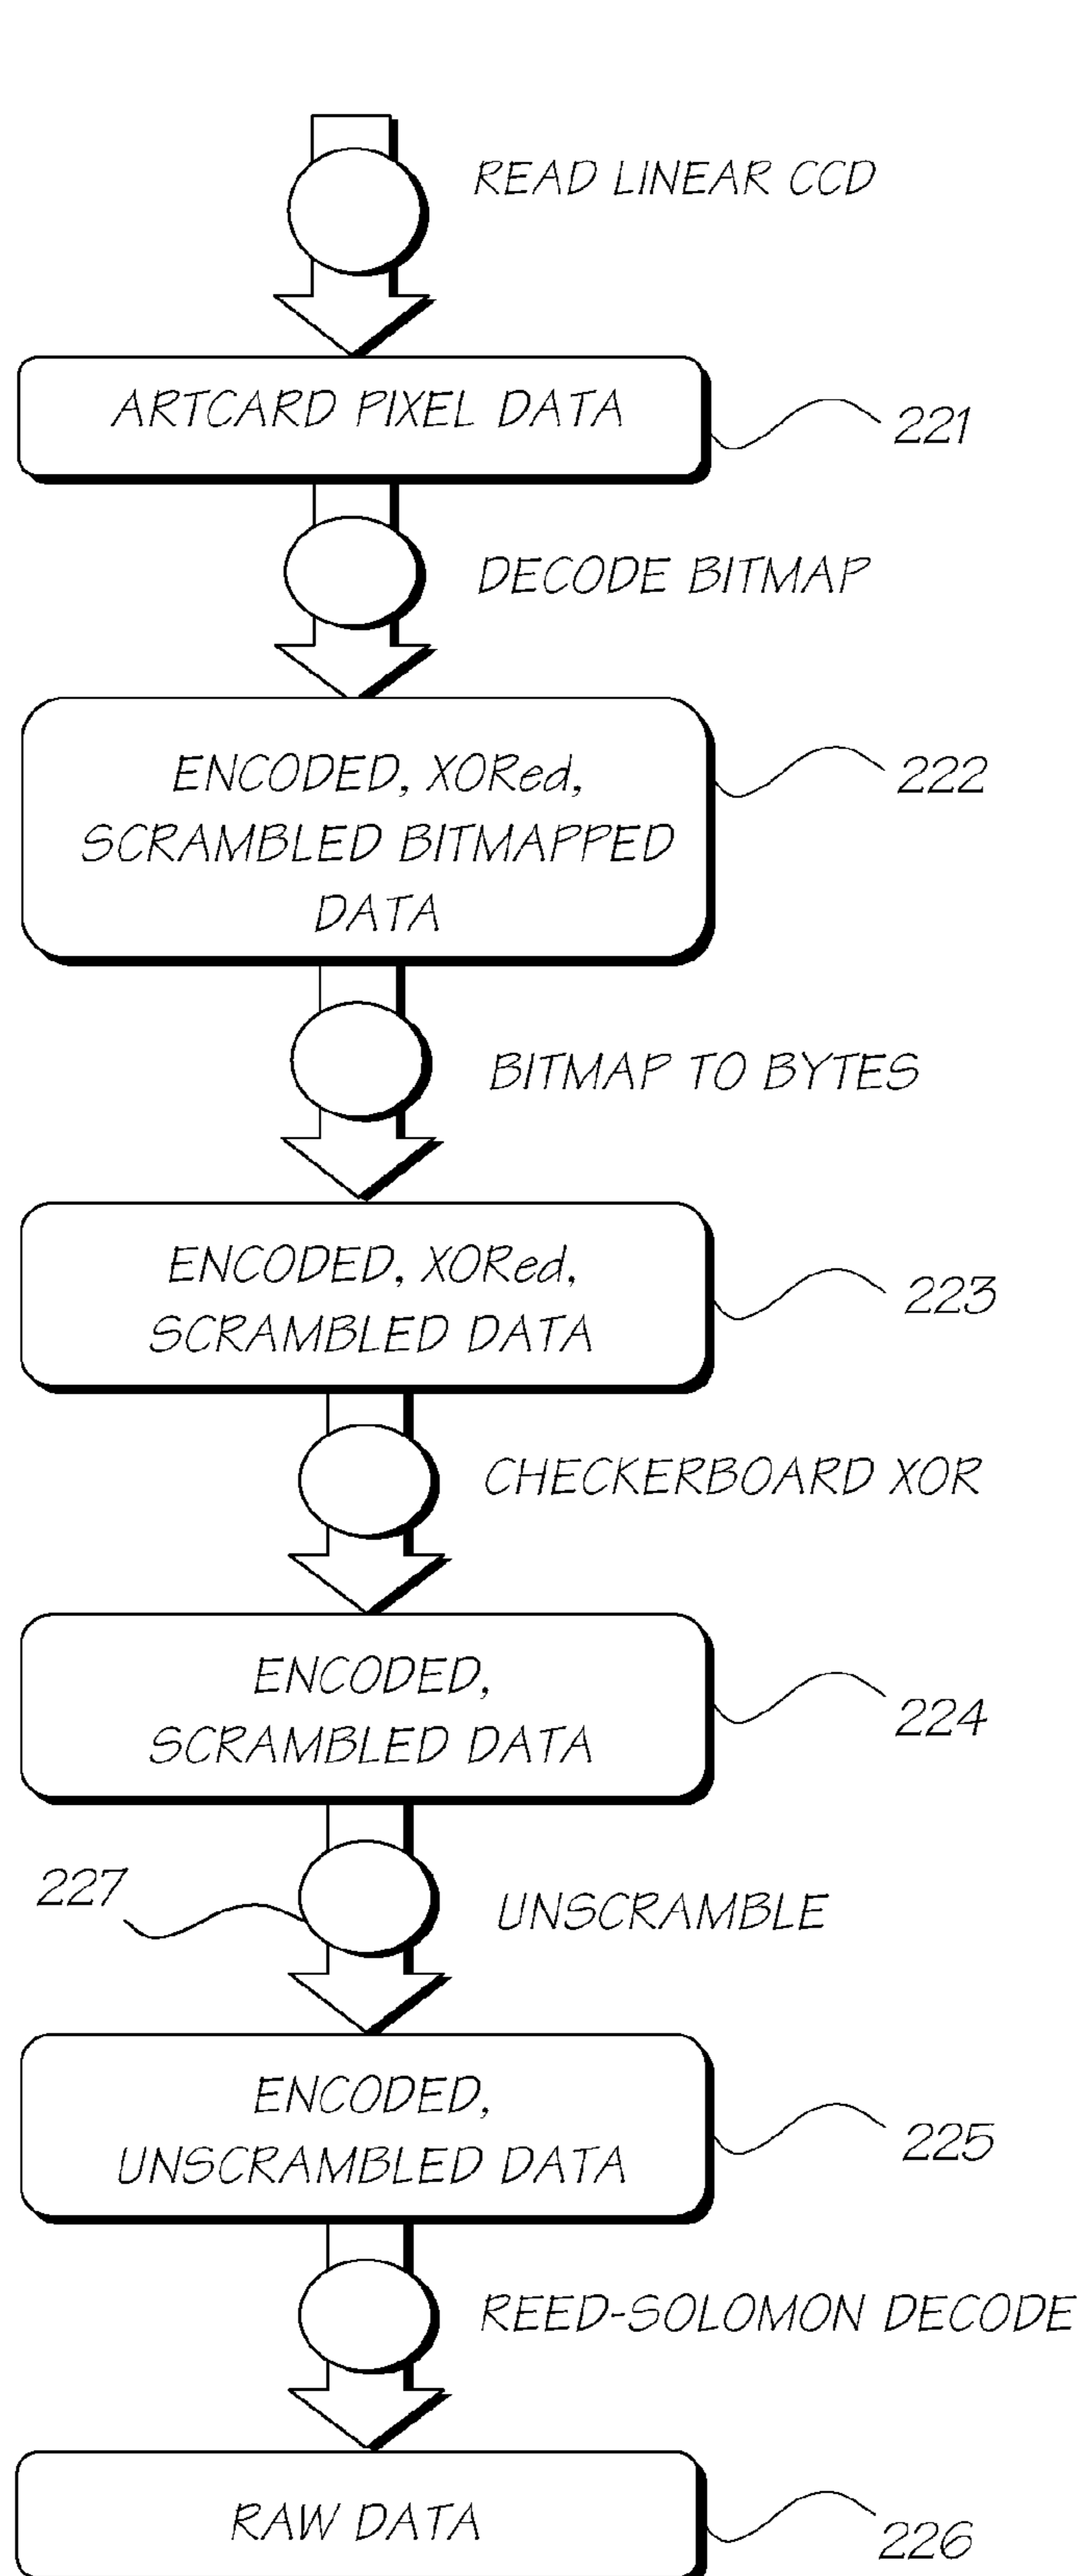 READ LINEAR CCD
ARTCARD PIXEL DATA
221
DECODE BITMAP
ENCODED, XORed,
SCRAMBLED BITMAPPED
DATA
222
BITMAP TO BYTES
ENCODED, XORed,
SCRAMBLED DATA
223
CHECKERBOARD XOR
ENCODED,
SCRAMBLED DATA
224
227
UNSCRAMBLE
ENCODED,
UNSCRAMBLED DATA
225
REED-SOLOMON DECODE
RAW DATA
226